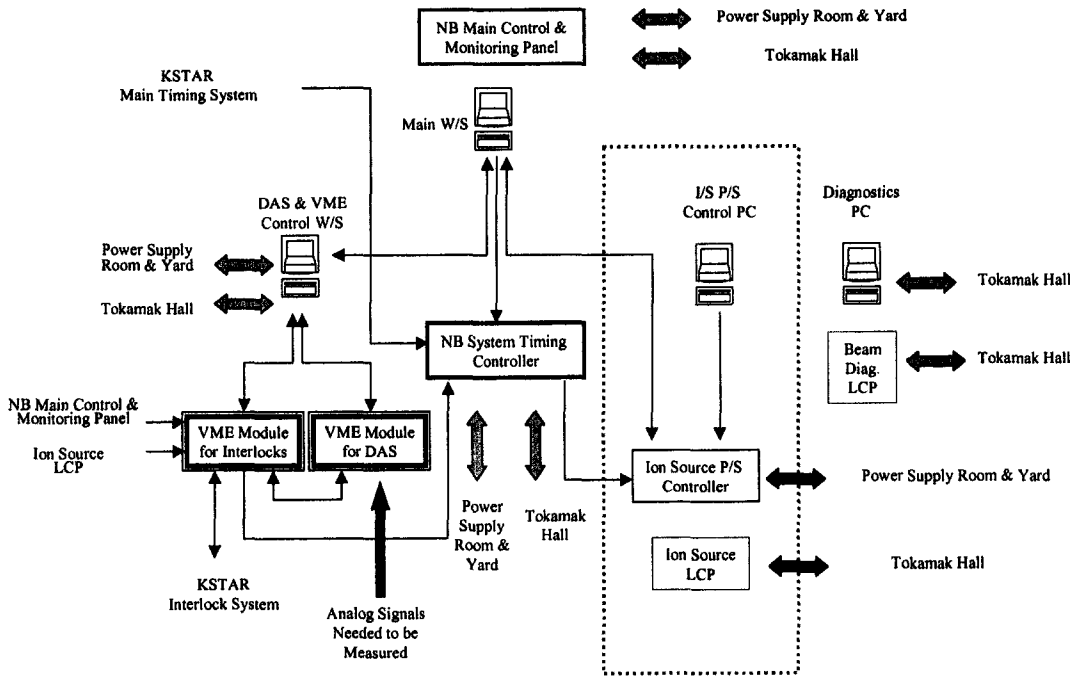 NB Main Control &
Monitoring Panel
Power Supply Room & Yard
Tokamak Hall
KSTAR
Main Timing System
Main W/S
DAS & VME
Control W/S
I/S P/S
Control PC
Diagnostics
PC
Power Supply
Room & Yard
Tokamak Hall
Tokamak Hall
NB System Timing
Controller
Beam
Diag.
LCP
Tokamak Hall
NB Main Control &
Monitoring Panel
Ion Source
LCP
VME Module
for Interlocks
VME Module
for DAS
Ion Source P/S
Controller
Power Supply Room & Yard
Power
Supply
Room &
Yard
Tokamak
Hall
Ion Source
LCP
Tokamak Hall
KSTAR
Interlock System
Analog Signals
Needed to be
Measured